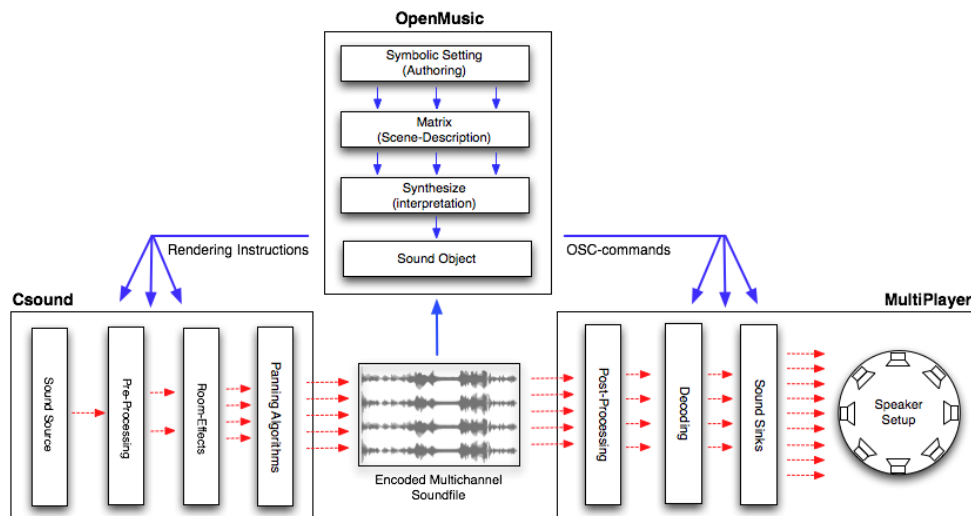 OpenMusic
Symbolic Setting
(Authoring)
Matrix
(Scene-Description)
Synthesize
(interpretation)
Sound Object
Rendering Instructions
OSC-commands
Csound
MultiPlayer
Sound Source
Pre-Processing
Room-Effects
Panning Algorithms
Encoded Multichannel
Soundfile
Post-Processing
Decoding
Sound Sinks
Speaker
Setup